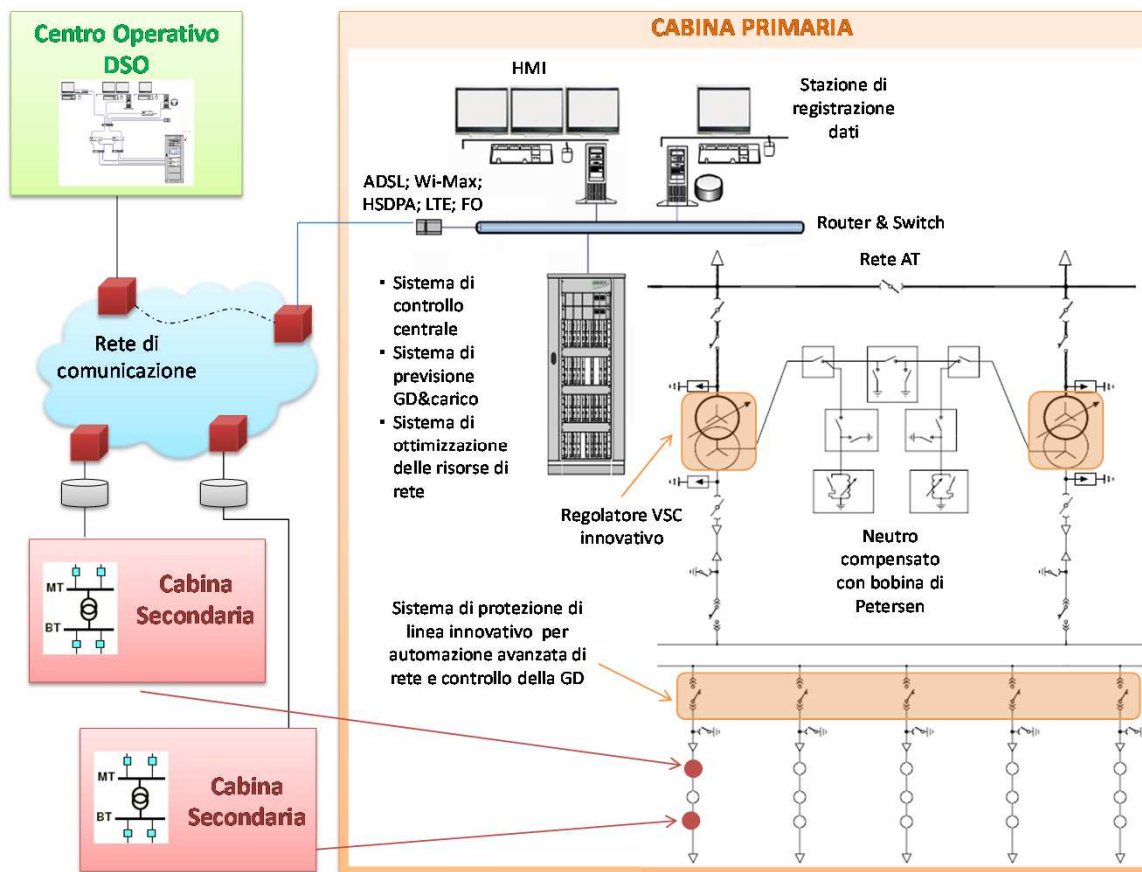 Centro Operativo
DSO
CABINA PRIMARIA
HMI
Stazione di
registrazione
dati
ADSL; Wi-Max;
HSDPA; LTE; FO
Router & Switch
Rete AT
▪ Sistema di
controllo
centrale
▪ Sistema di
previsione
GD&carico
▪ Sistema di
ottimizzazione
delle risorse di
rete
Rete di
comunicazione
Regolatore VSC
innovativo
Neutro
compensato
con bobina di
Petersen
Sistema di protezione di
linea innovativo per
automazione avanzata di
rete e controllo della GD
MT
BT
Cabina
Secondaria
MT
BT
Cabina
Secondaria